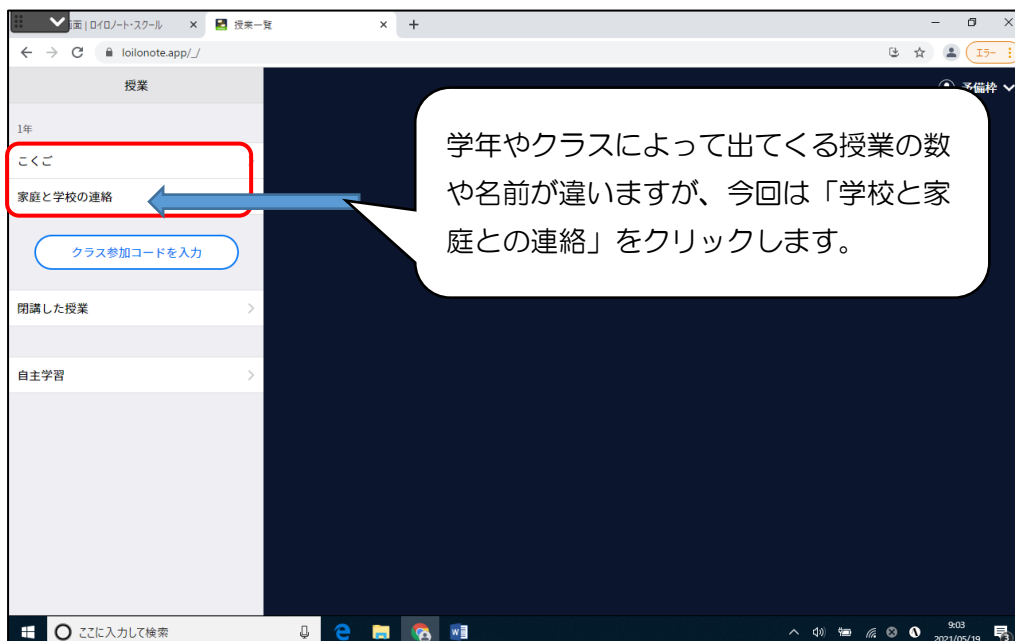 面 | ロイロノート・スクール
授業一覧
loilonote.app/_/
エラー
授業
予備枠
1年
こくご
家庭と学校の連絡
学年やクラスによって出てくる授業の数
や名前が違いますが、今回は「学校と家
庭との連絡」をクリックします。
クラス参加コードを入力
閉講した授業
自主学習
ここに入力して検索
9:03
2021/05/19
3